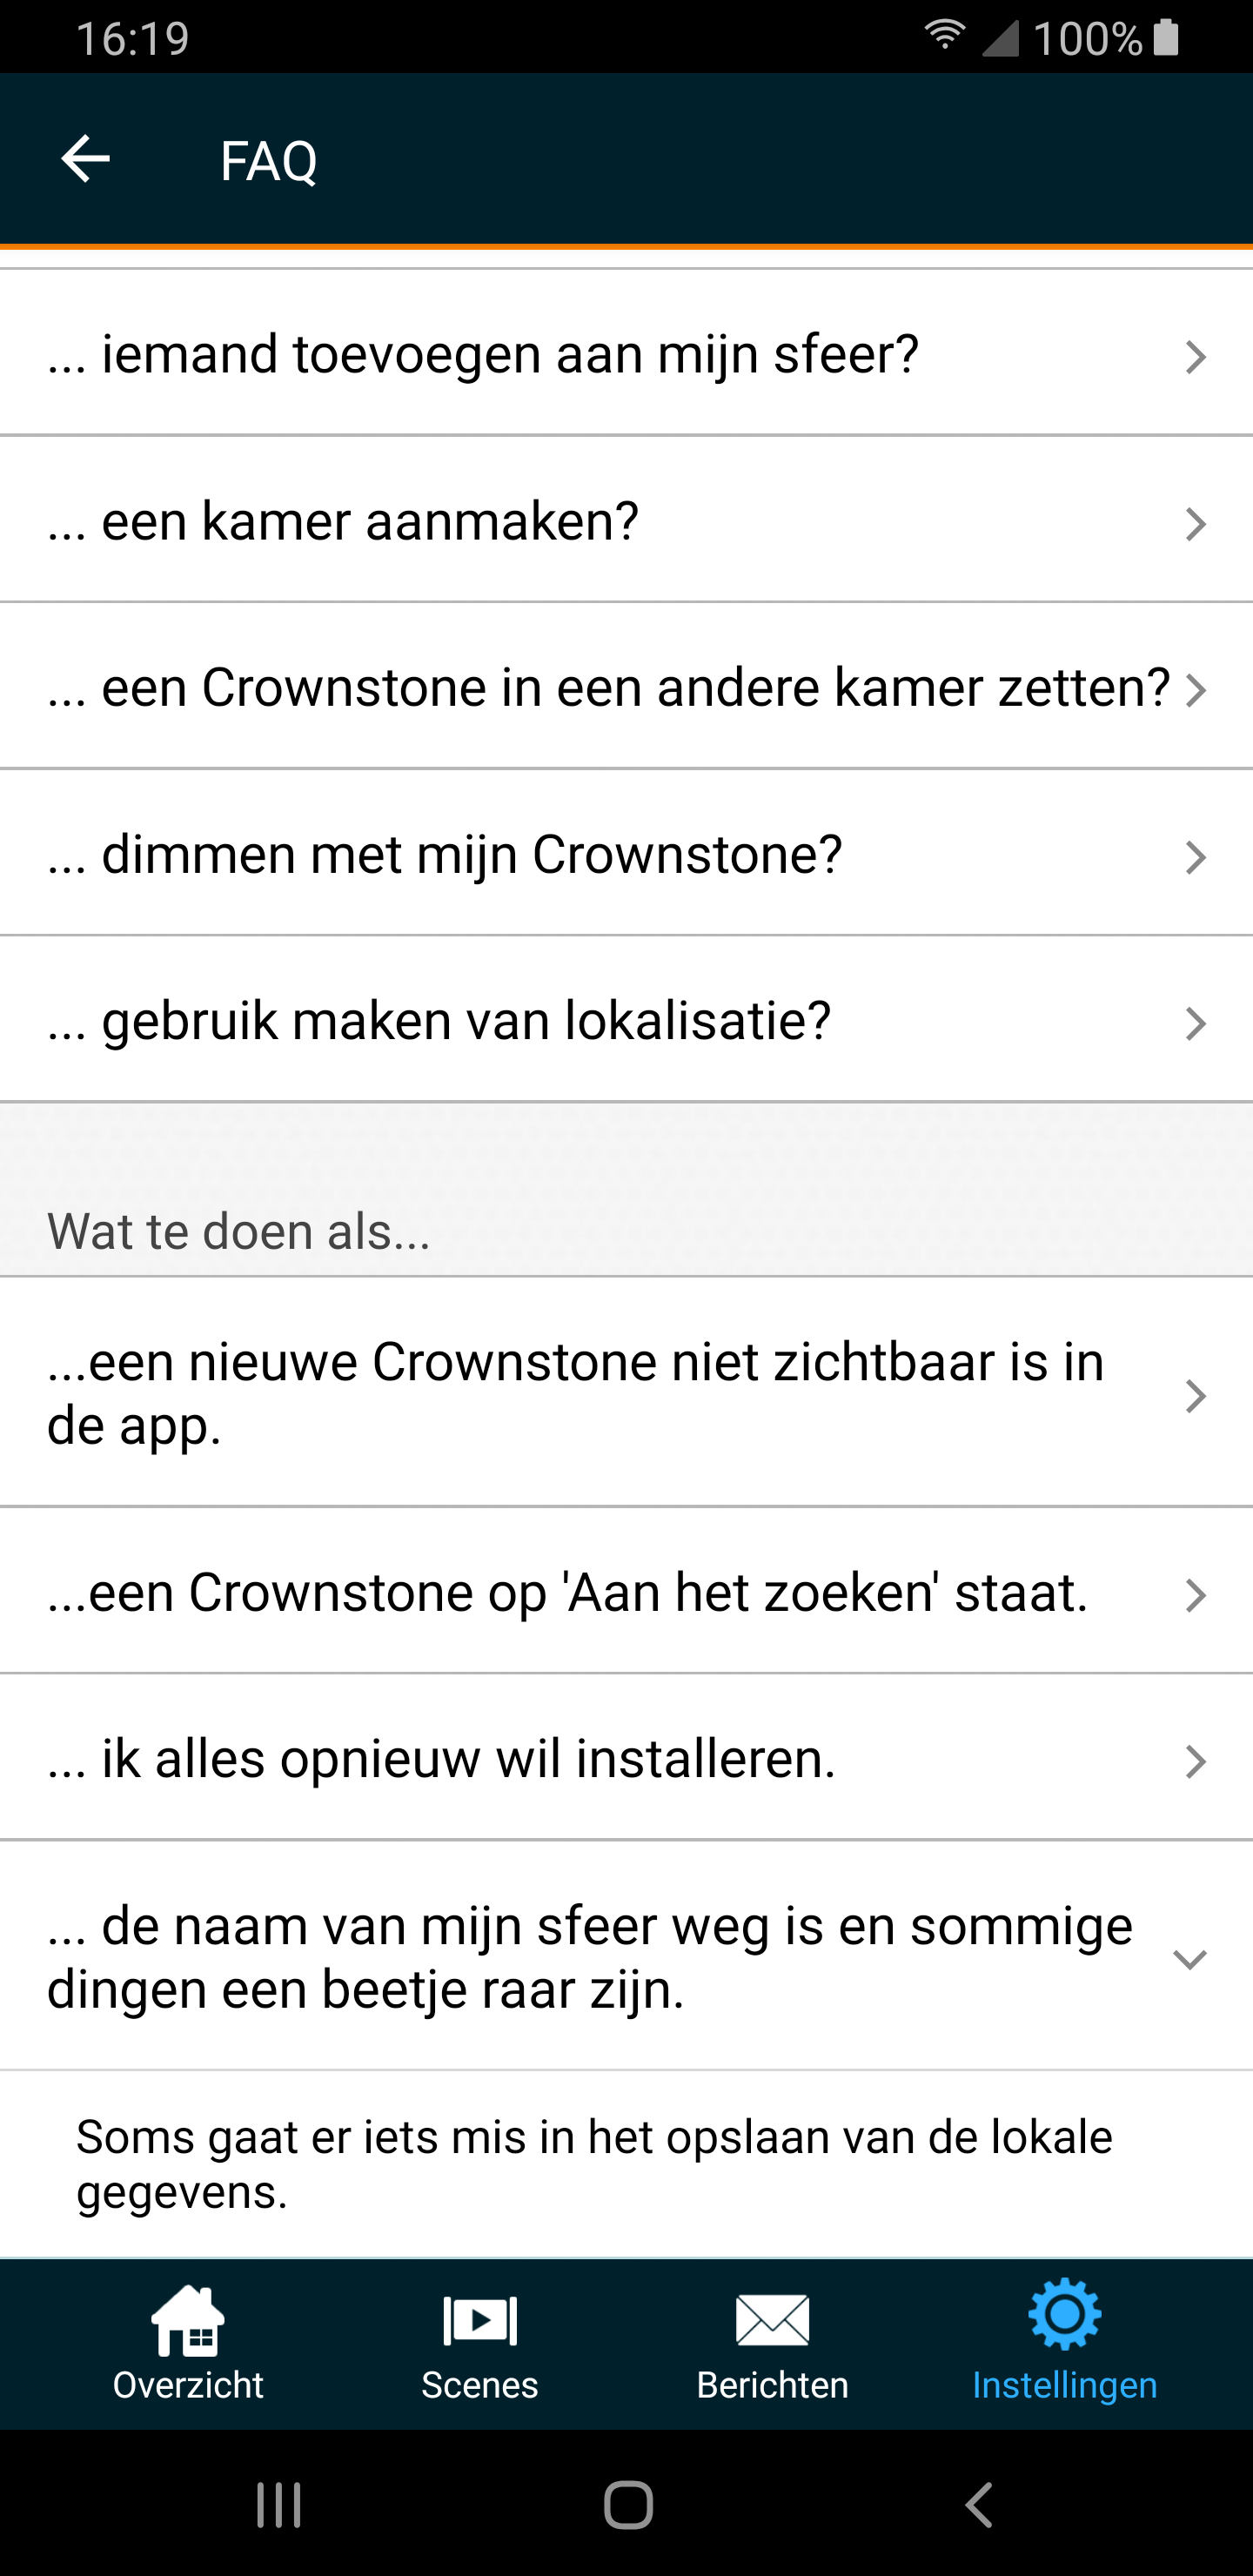 16:19
100%
FAQ
... iemand toevoegen aan mijn sfeer?
... een kamer aanmaken?
... een Crownstone in een andere kamer zetten?
... dimmen met mijn Crownstone?
... gebruik maken van lokalisatie?
Wat te doen als...
...een nieuwe Crownstone niet zichtbaar is in
de app.
...een Crownstone op 'Aan het zoeken' staat.
... ik alles opnieuw wil installeren.
... de naam van mijn sfeer weg is en sommige
dingen een beetje raar zijn.
Soms gaat er iets mis in het opslaan van de lokale
gegevens.
Overzicht
Scenes
Berichten
Instellingen